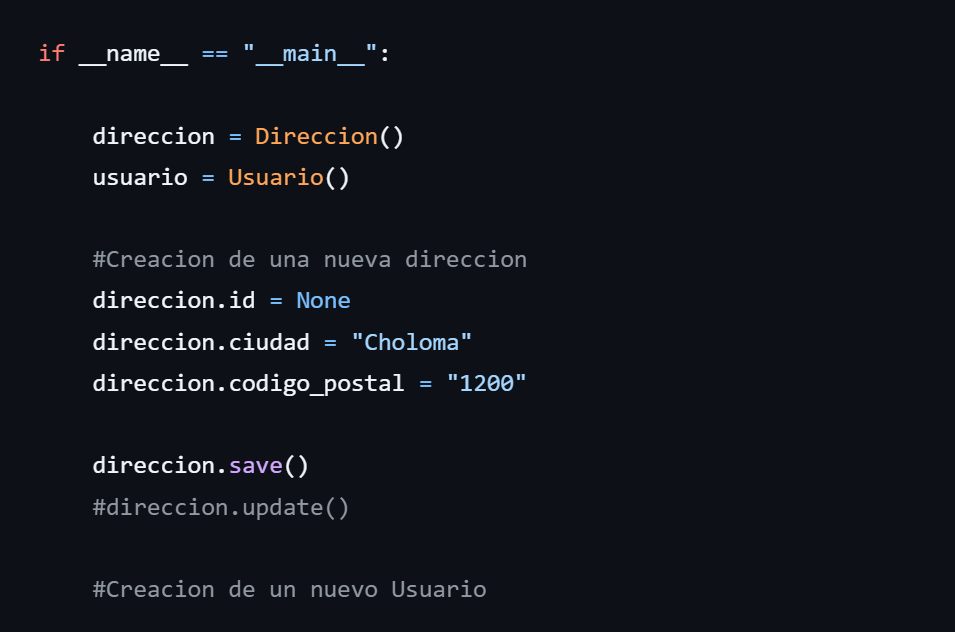 if __name__ == "__main__":
direccion = Direccion()
usuario = Usuario()
#Creacion de una nueva direccion
direccion.id = None
direccion.ciudad = "Choloma"
direccion.codigo_postal = "1200"
direccion.save()
#direccion.update()
#Creacion de un nuevo Usuario